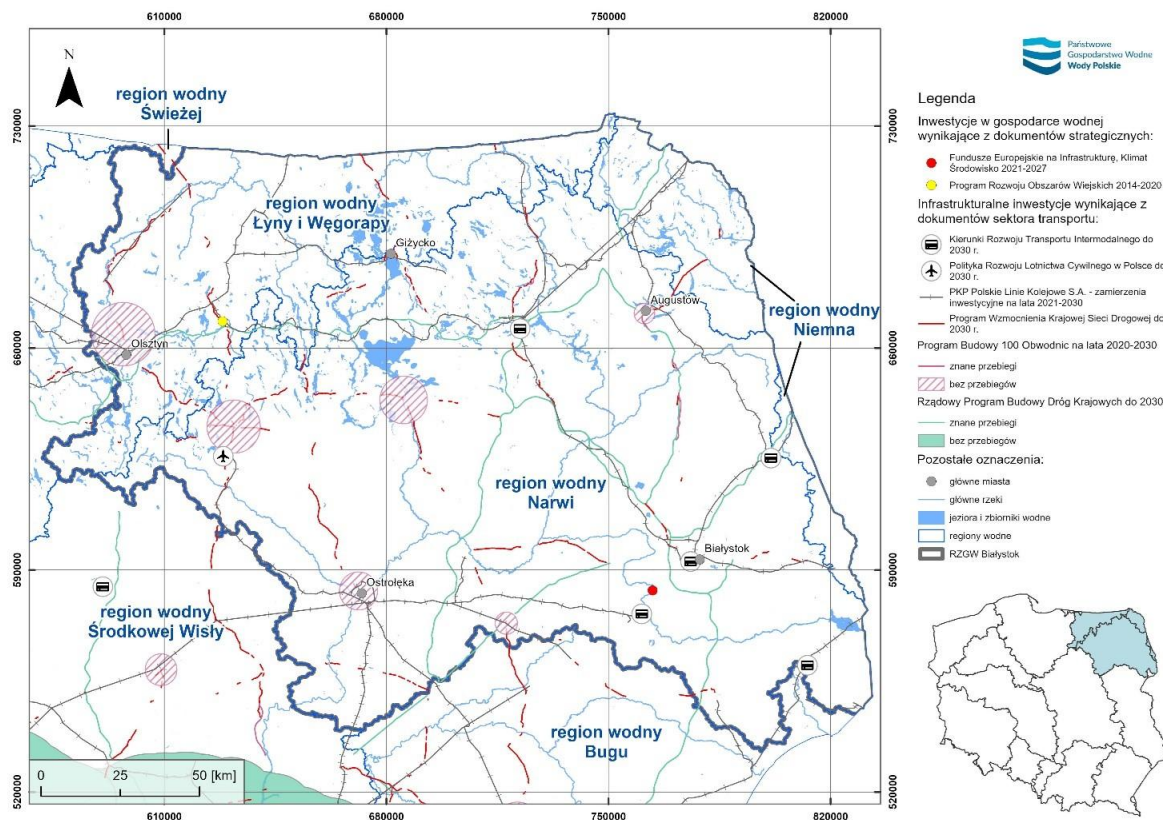 610000 680000 750000 820000
N
region wodny
Świeżej
730000 730000
region wodny
Łyny i Węgorapy
Giżycko
Augustów
region wodny
Niemna
Olsztyn
660000 660000
region wodny
Narwi
Białystok
590000 590000
Ostrołęka
region wodny
Środkowej Wisły
region wodny
Bugu
0 25 50 [km]
520000 520000
610000 680000 750000 820000
Państwowe
Gospodarstwo Wodne
Wody Polskie
Legenda
Inwestycje w gospodarce wodnej
wynikające z dokumentów strategicznych:
Fundusze Europejskie na Infrastrukturę, Klimat
Środowisko 2021-2027
Program Rozwoju Obszarów Wiejskich 2014-2020
Infrastrukturalne inwestycje wynikające z
dokumentów sektora transportu:
Kierunki Rozwoju Transportu Intermodalnego do
2030 r.
Polityka Rozwoju Lotnictwa Cywilnego w Polsce do
2030 r.
PKP Polskie Linie Kolejowe S.A. - zamierzenia
inwestycyjne na lata 2021-2030
Program Wzmocnienia Krajowej Sieci Drogowej do
2030 r.
Program Budowy 100 Obwodnic na lata 2020-2030
znane przebiegi
bez przebiegów
Rządowy Program Budowy Dróg Krajowych do 2030
znane przebiegi
bez przebiegów
Pozostałe oznaczenia:
główne miasta
główne rzeki
jeziora i zbiorniki wodne
regiony wodne
RZGW Białystok